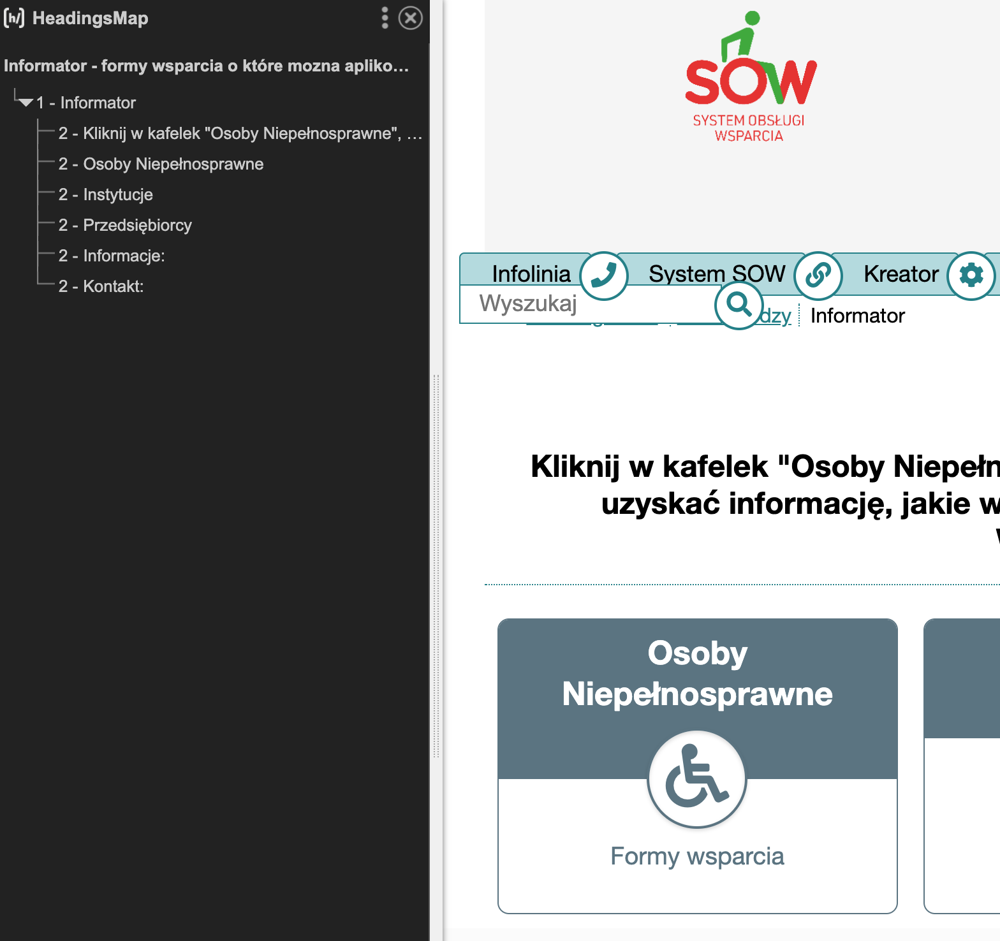 HeadingsMap
Informator - formy wsparcia o które mozna apliko…
1 - Informator
2 - Kliknij w kafelek "Osoby Niepełnosprawne", …
2 - Osoby Niepełnosprawne
2 - Instytucje
2 - Przedsiębiorcy
2 - Informacje:
2 - Kontakt:
SOW
SYSTEM OBSŁUGI
WSPARCIA
Infolinia System SOW Kreator
Wyszukaj
dzy Informator
Kliknij w kafelek "Osoby Niepełn
uzyskać informację, jakie w
Osoby
Niepełnosprawne
Formy wsparcia